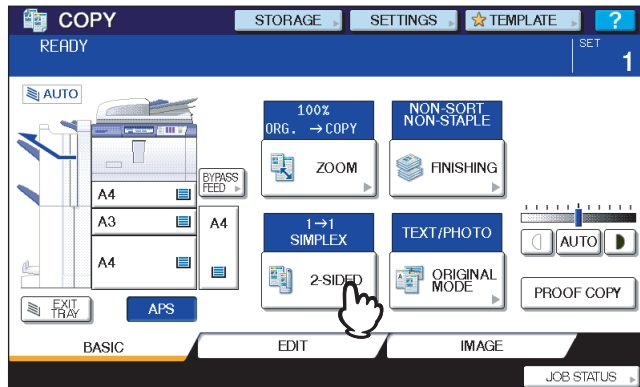 COPY
STORAGE
SETTINGS
TEMPLATE
?
READY
SET
1
AUTO
100%
ORG. →COPY
ZOOM
NON-SORT
NON-STAPLE
FINISHING
BYPASS
FEED
A4
A3
A4
A4
1→1
SIMPLEX
2-SIDED
TEXT/PHOTO
ORIGINAL
MODE
AUTO
PROOF COPY
EXIT
TRAY
APS
BASIC
EDIT
IMAGE
JOB STATUS